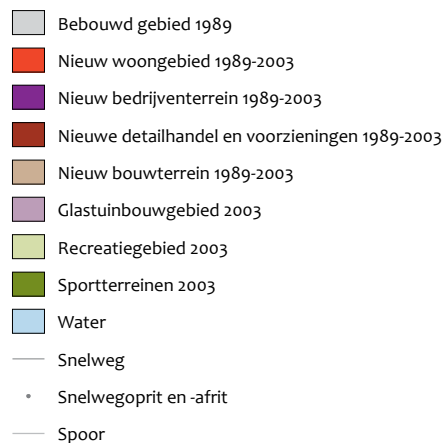 Bebouwd gebied 1989
Nieuw woongebied 1989-2003
Nieuw bedrijventerrein 1989-2003
Nieuwe detailhandel en voorzieningen 1989-2003
Nieuw bouwterrein 1989-2003
Glastuinbouwgebied 2003
Recreatiegebied 2003
Sportterreinen 2003
Water
Snelweg
Snelwegoprit en -afrit
Spoor